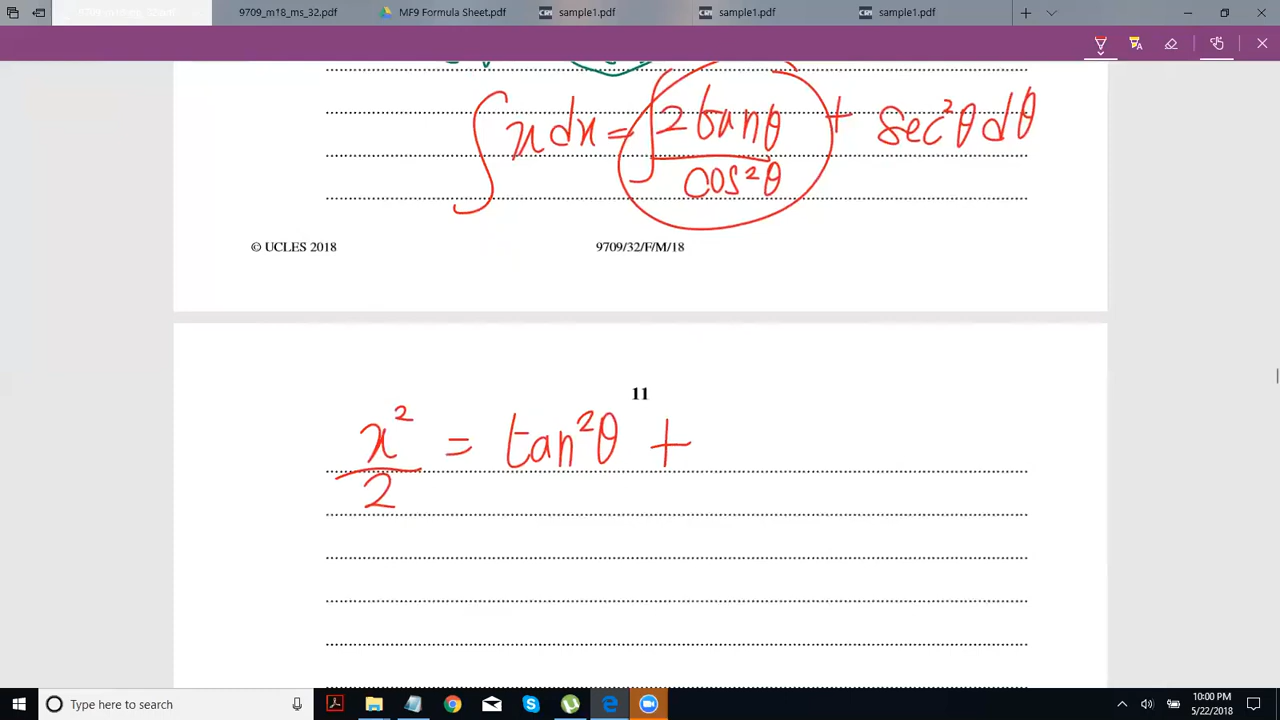 9709_m18_ms_32.pdf MF9 Formula Sheet.pdf sample1.pdf sample1.pdf sample1.pdf
∫ x dx = ∫ 2tanθ/cos²θ + sec²θ dθ
© UCLES 2018 9709/32/F/M/18
11
x²/2 = tan²θ +
Type here to search
10:00 PM
5/22/2018